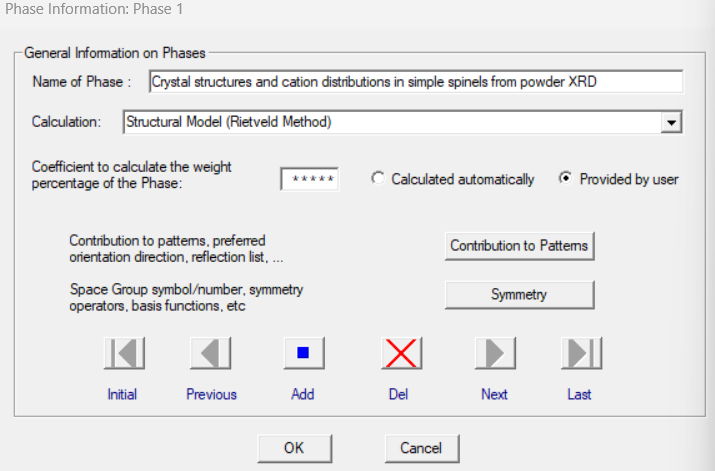 Phase Information: Phase 1
General Information on Phases
Name of Phase : Crystal structures and cation distributions in simple spinels from powder XRD
Calculation: Structural Model (Rietveld Method)
Coefficient to calculate the weight
percentage of the Phase: ***** Calculated automatically Provided by user
Contribution to patterns, preferred
orientation direction, reflection list, ...
Contribution to Patterns
Space Group symbol/number, symmetry
operators, basis functions, etc
Symmetry
Initial Previous Add Del Next Last
OK Cancel